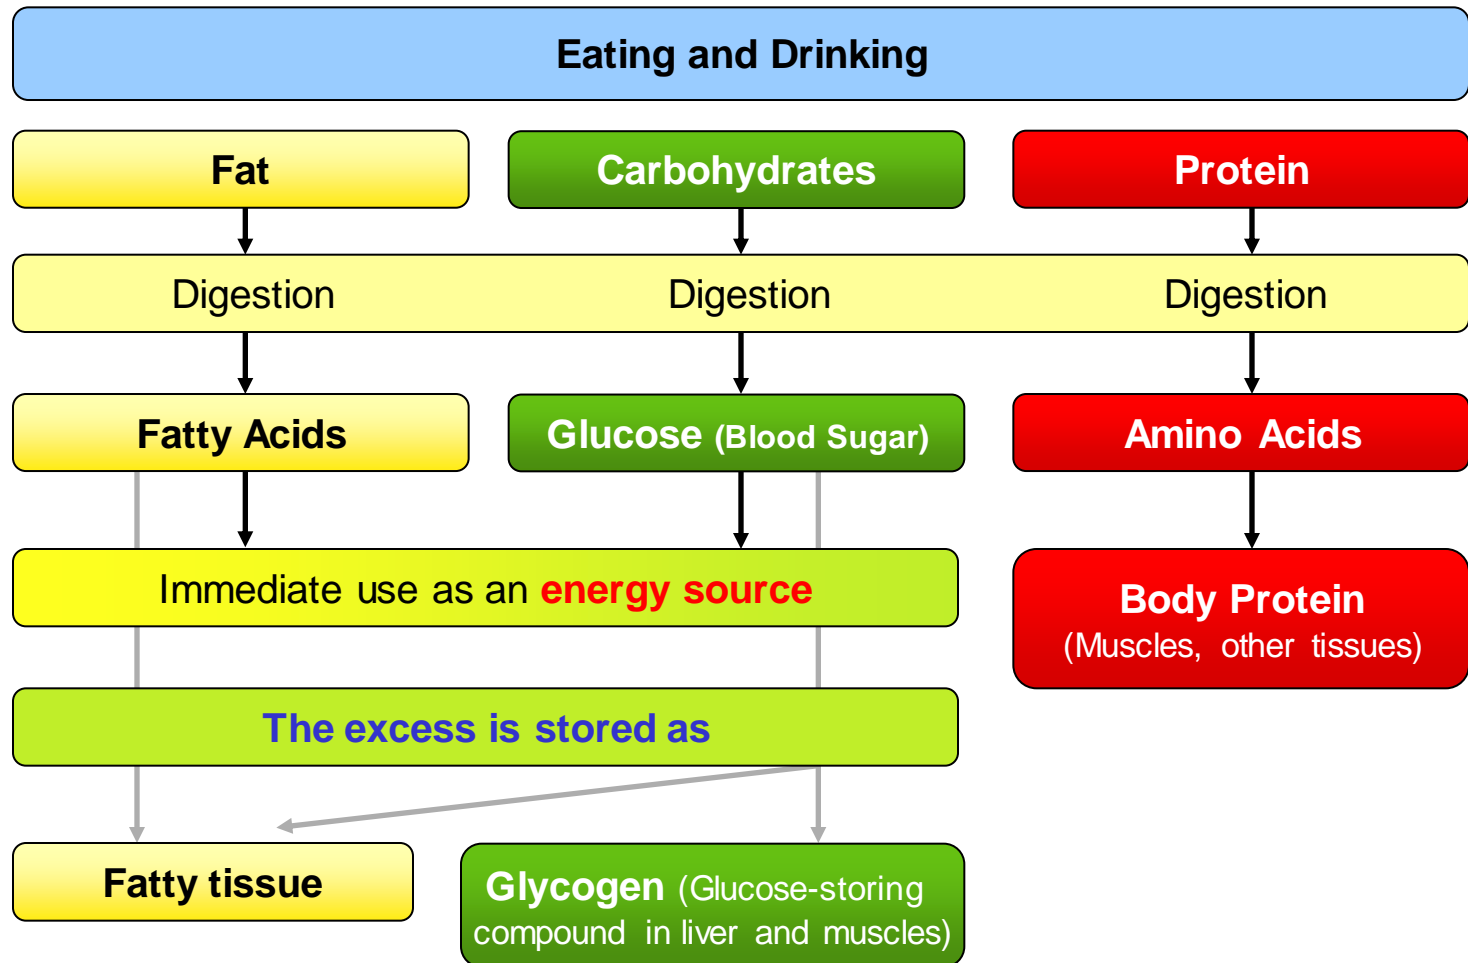 Eating and Drinking
Fat
Carbohydrates
Protein
Digestion
Digestion
Digestion
Fatty Acids
Glucose (Blood Sugar)
Amino Acids
Immediate use as an energy source
Body Protein
(Muscles, other tissues)
The excess is stored as
Fatty tissue
Glycogen (Glucose-storing
compound in liver and muscles)